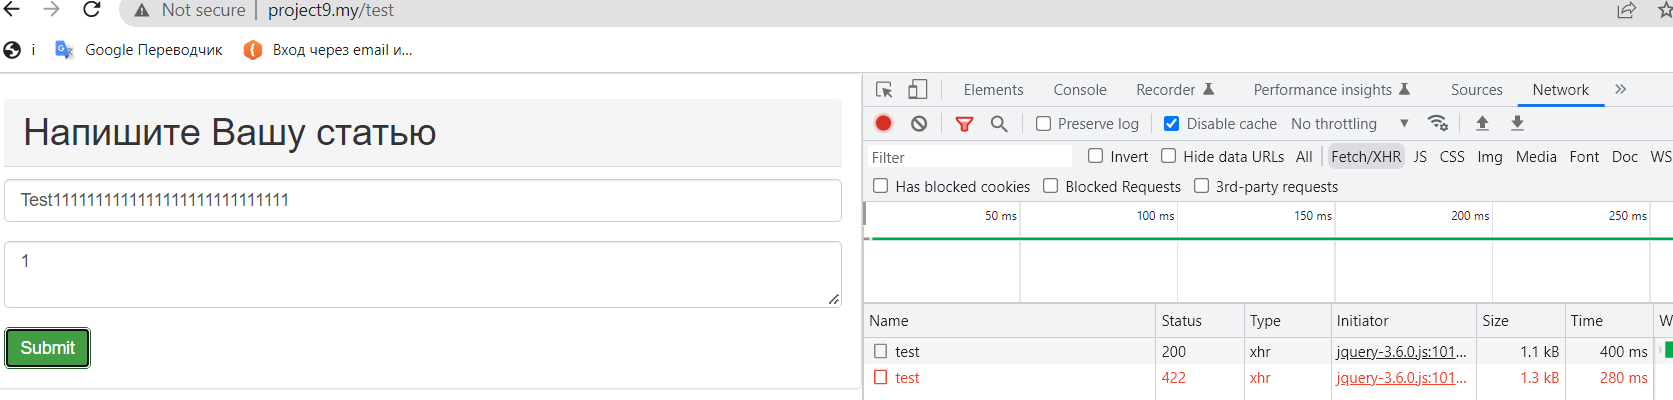 Not secure | project9.my/test
i Google Переводчик Вход через email и...
Elements Console Recorder Performance insights Sources Network »
Напишите Вашу статью
Preserve log Disable cache No throttling
Filter Invert Hide data URLs All Fetch/XHR JS CSS Img Media Font Doc WS
Has blocked cookies Blocked Requests 3rd-party requests
Test1111111111111111111111111111
50 ms 100 ms 150 ms 200 ms 250 ms
1
Submit
Name Status Type Initiator Size Time W
test 200 xhr jquery-3.6.0.js:101... 1.1 kB 400 ms
test 422 xhr jquery-3.6.0.js:101... 1.3 kB 280 ms